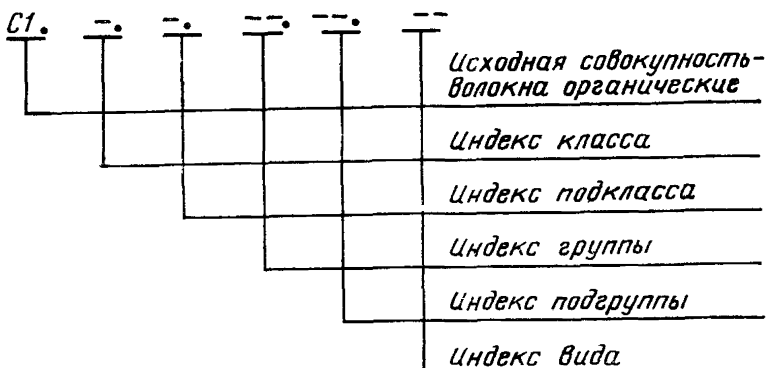 С1. –. –. ––. ––. ––
Исходная совокупность-
волокна органические
Индекс класса
Индекс подкласса
Индекс группы
Индекс подгруппы
Индекс вида